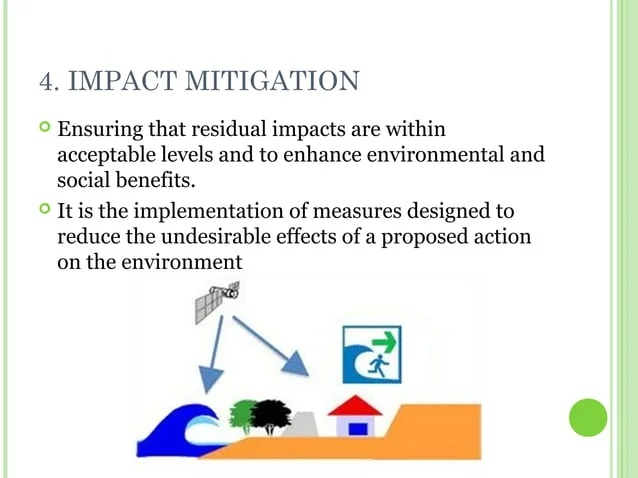 4. IMPACT MITIGATION
Ensuring that residual impacts are within
acceptable levels and to enhance environmental and
social benefits.
It is the implementation of measures designed to
reduce the undesirable effects of a proposed action
on the environment